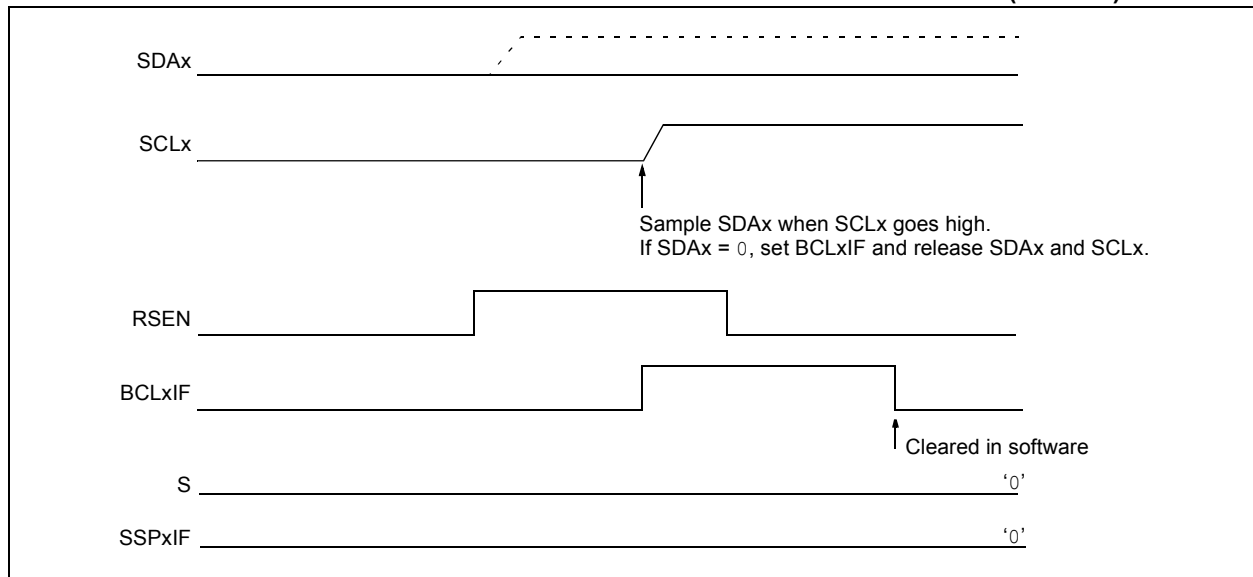 SDAx
SCLx
Sample SDAx when SCLx goes high.
If SDAx = 0, set BCLxIF and release SDAx and SCLx.
RSEN
BCLxIF
Cleared in software
S
‘0’
SSPxIF
‘0’